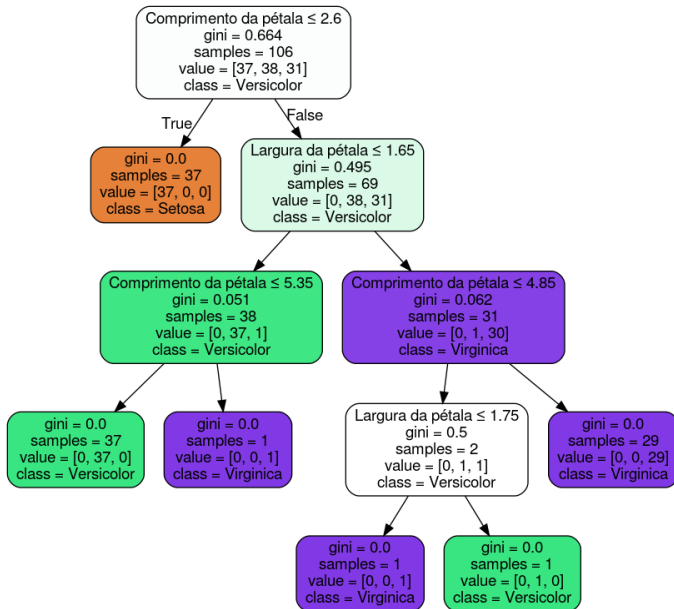 Comprimento da pétala ≤ 2.6
gini = 0.664
samples = 106
value = [37, 38, 31]
class = Versicolor
True
False
gini = 0.0
samples = 37
value = [37, 0, 0]
class = Setosa
Largura da pétala ≤ 1.65
gini = 0.495
samples = 69
value = [0, 38, 31]
class = Versicolor
Comprimento da pétala ≤ 5.35
gini = 0.051
samples = 38
value = [0, 37, 1]
class = Versicolor
Comprimento da pétala ≤ 4.85
gini = 0.062
samples = 31
value = [0, 1, 30]
class = Virginica
gini = 0.0
samples = 37
value = [0, 37, 0]
class = Versicolor
gini = 0.0
samples = 1
value = [0, 0, 1]
class = Virginica
Largura da pétala ≤ 1.75
gini = 0.5
samples = 2
value = [0, 1, 1]
class = Versicolor
gini = 0.0
samples = 29
value = [0, 0, 29]
class = Virginica
gini = 0.0
samples = 1
value = [0, 0, 1]
class = Virginica
gini = 0.0
samples = 1
value = [0, 1, 0]
class = Versicolor